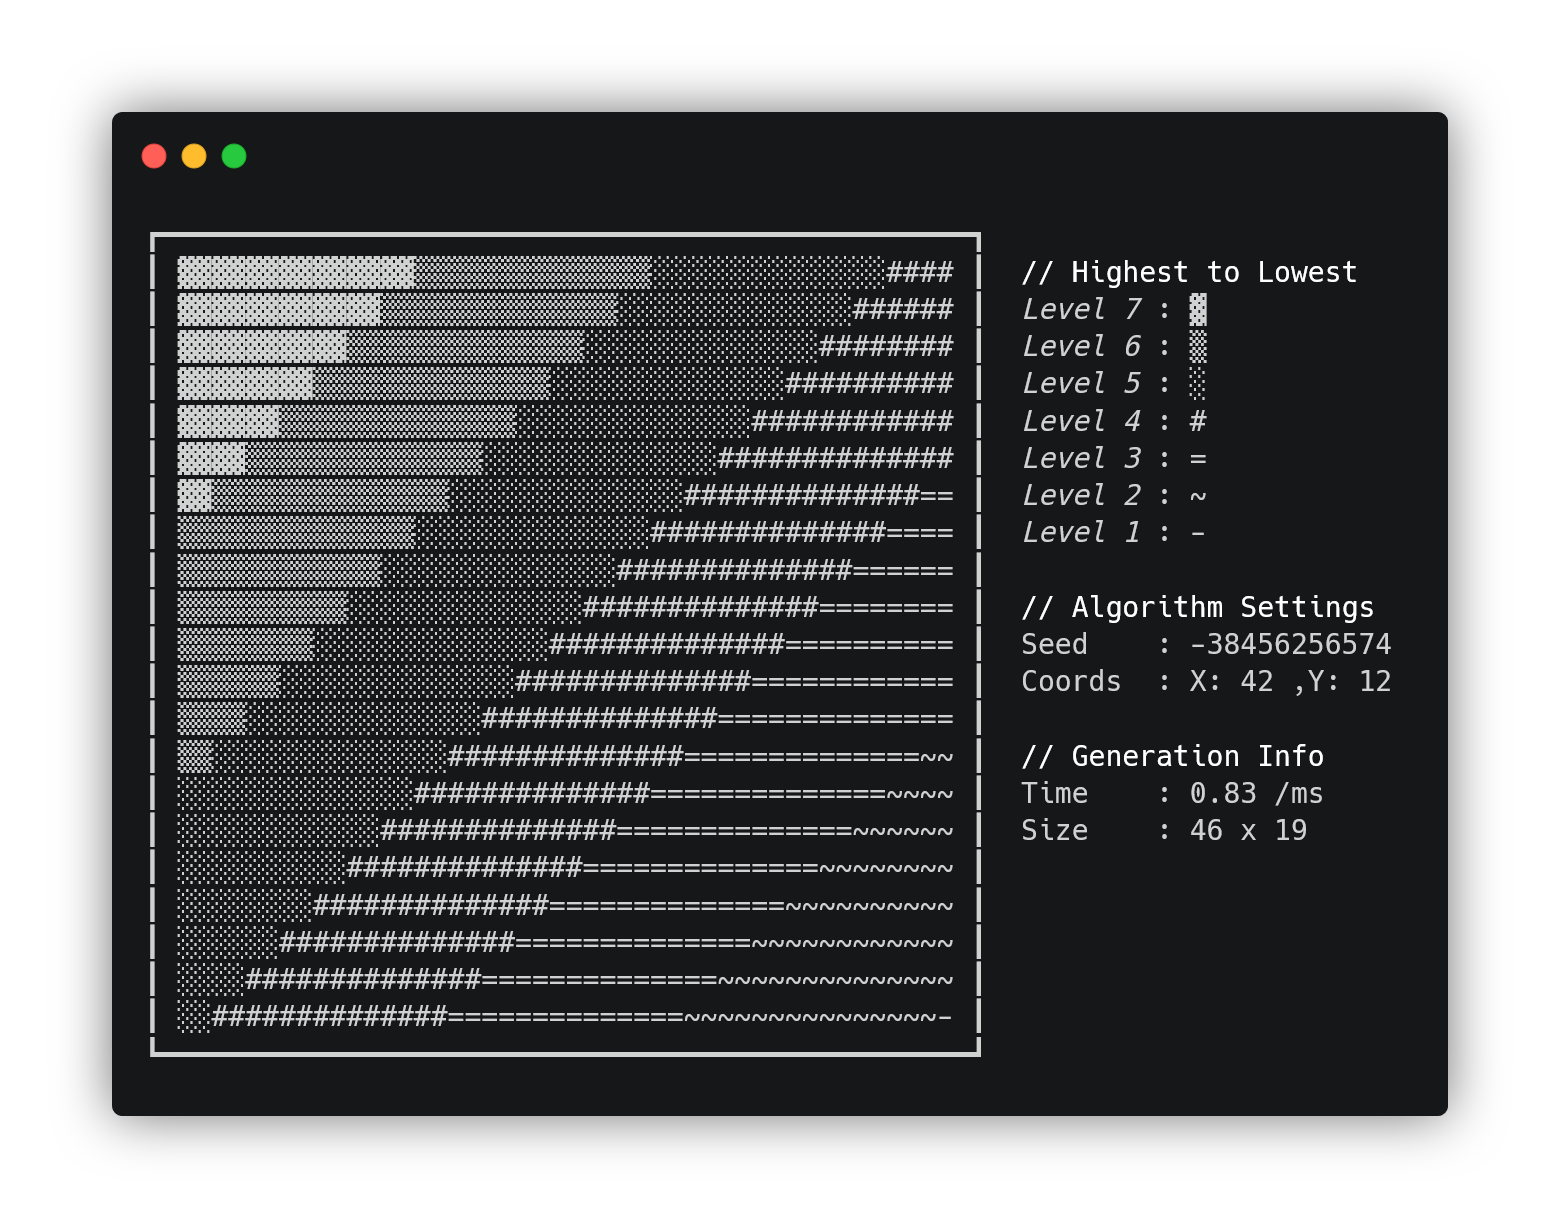 ▓▓▓▓▓▓▓▓▓▓▓▓▓▓▒▒▒▒▒▒▒▒▒▒▒▒▒▒░░░░░░░░░░░░░░####
▓▓▓▓▓▓▓▓▓▓▓▓▒▒▒▒▒▒▒▒▒▒▒▒▒▒░░░░░░░░░░░░░░######
▓▓▓▓▓▓▓▓▓▓▒▒▒▒▒▒▒▒▒▒▒▒▒▒░░░░░░░░░░░░░░########
▓▓▓▓▓▓▓▓▒▒▒▒▒▒▒▒▒▒▒▒▒▒░░░░░░░░░░░░░░##########
▓▓▓▓▓▓▒▒▒▒▒▒▒▒▒▒▒▒▒▒░░░░░░░░░░░░░░############
▓▓▓▓▒▒▒▒▒▒▒▒▒▒▒▒▒▒░░░░░░░░░░░░░░##############
▓▓▒▒▒▒▒▒▒▒▒▒▒▒▒▒░░░░░░░░░░░░░░##############==
▒▒▒▒▒▒▒▒▒▒▒▒▒▒░░░░░░░░░░░░░░##############====
▒▒▒▒▒▒▒▒▒▒▒▒░░░░░░░░░░░░░░##############======
▒▒▒▒▒▒▒▒▒▒░░░░░░░░░░░░░░##############========
▒▒▒▒▒▒▒▒░░░░░░░░░░░░░░##############==========
▒▒▒▒▒▒░░░░░░░░░░░░░░##############============
▒▒▒▒░░░░░░░░░░░░░░##############==============
▒▒░░░░░░░░░░░░░░##############==============~~
░░░░░░░░░░░░░░##############==============~~~~
░░░░░░░░░░░░##############==============~~~~~~
░░░░░░░░░░##############==============~~~~~~~~
░░░░░░░░##############==============~~~~~~~~~~
░░░░░░##############==============~~~~~~~~~~~~
░░░░##############==============~~~~~~~~~~~~~~
░░##############==============~~~~~~~~~~~~~~~-
// Highest to Lowest
Level 7 : ▓
Level 6 : ▒
Level 5 : ░
Level 4 : #
Level 3 : =
Level 2 : ~
Level 1 : -
// Algorithm Settings
Seed    : -38456256574
Coords  : X: 42 ,Y: 12
// Generation Info
Time    : 0.83 /ms
Size    : 46 x 19